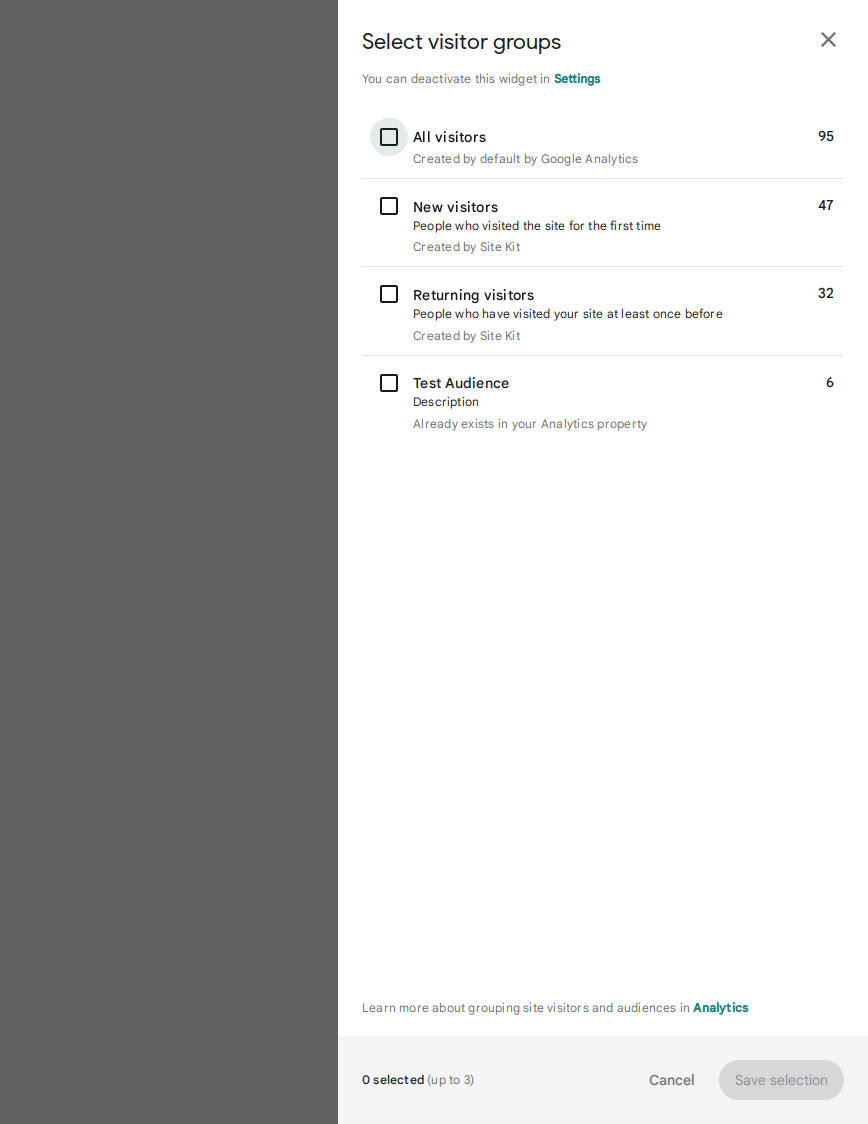 Select visitor groups
You can deactivate this widget in Settings
All visitors 95
Created by default by Google Analytics
New visitors 47
People who visited the site for the first time
Created by Site Kit
Returning visitors 32
People who have visited your site at least once before
Created by Site Kit
Test Audience 6
Description
Already exists in your Analytics property
Learn more about grouping site visitors and audiences in Analytics
0 selected (up to 3) Cancel Save selection